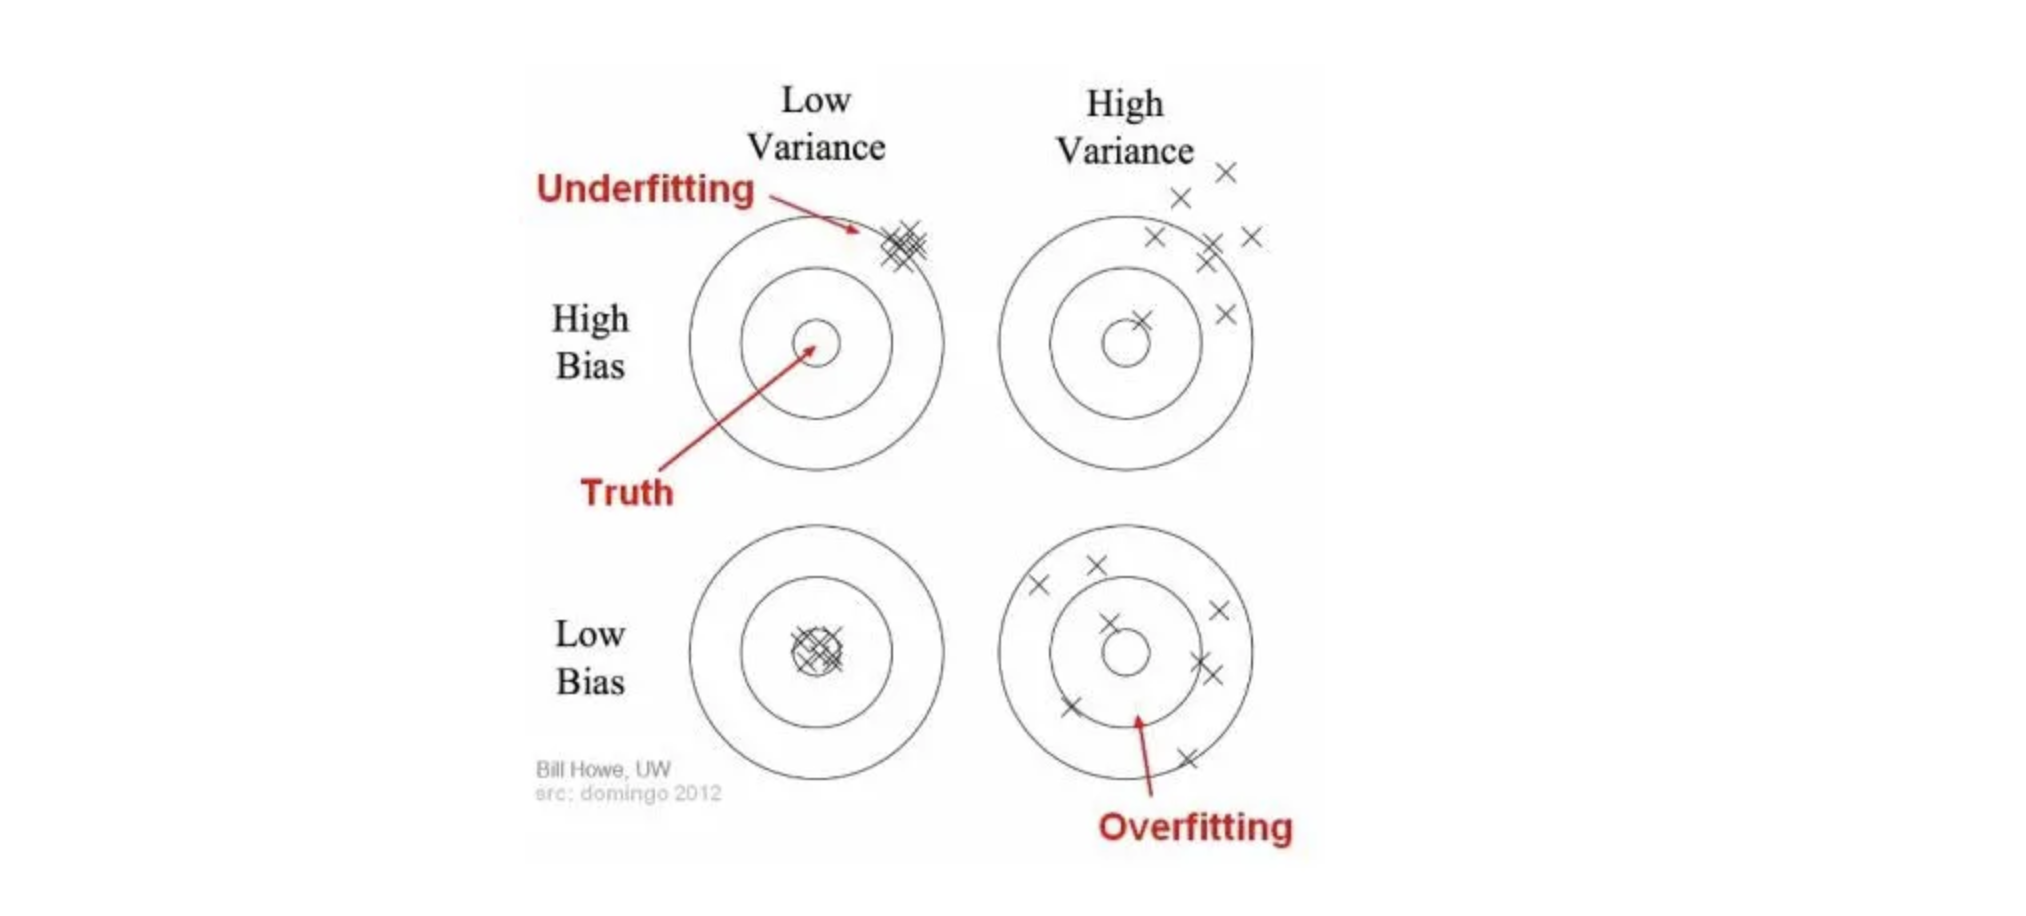 Low
Variance
High
Variance
Underfitting
High
Bias
Truth
Low
Bias
Bill Howe, UW
src: domingo 2012
Overfitting